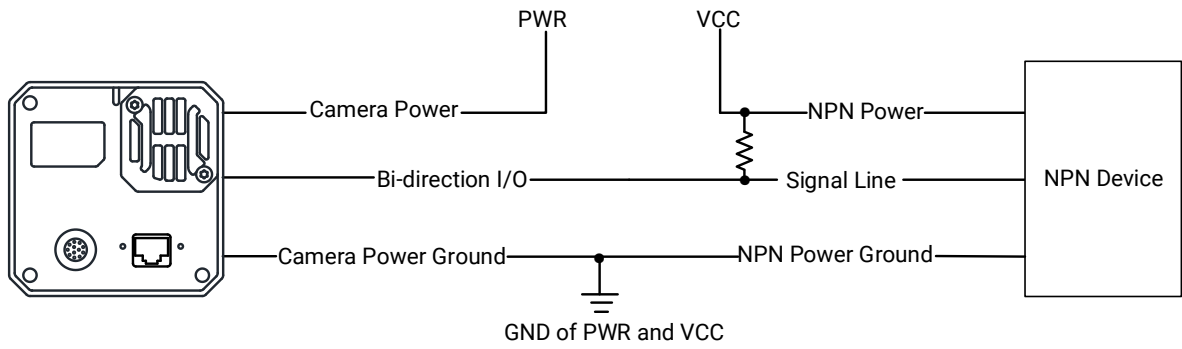 PWR
VCC
Camera Power
NPN Power
Bi-direction I/O
Signal Line
NPN Device
Camera Power Ground
NPN Power Ground
GND of PWR and VCC